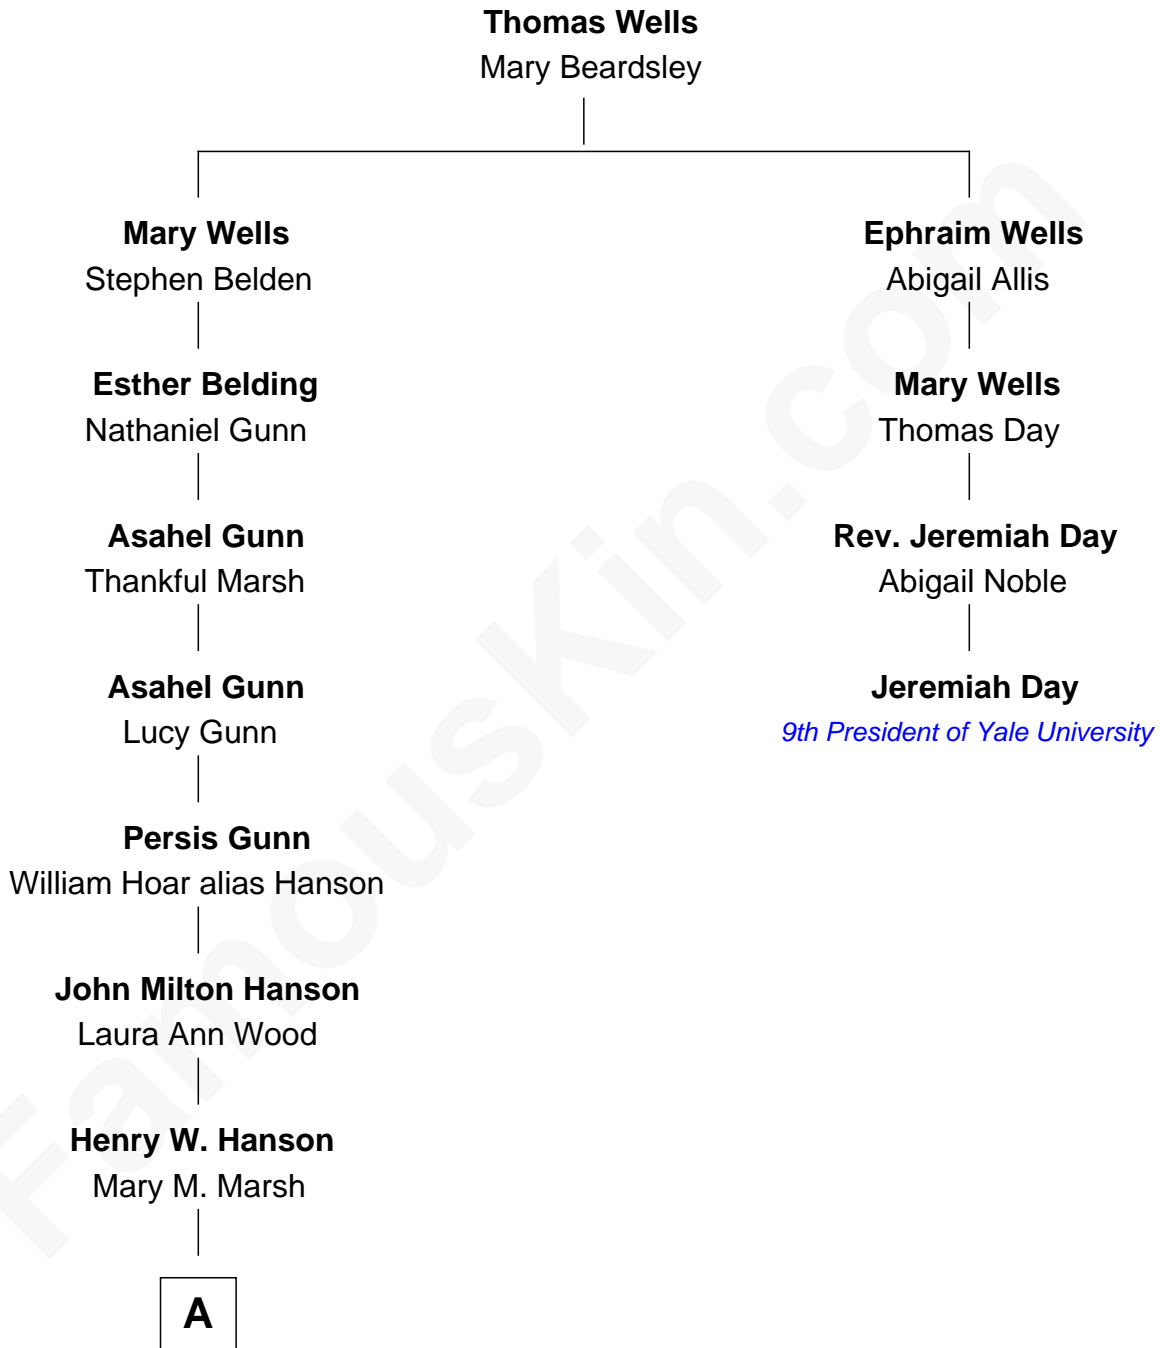 Thomas Wells
Mary Beardsley
Mary Wells
Stephen Belden
Esther Belding
Nathaniel Gunn
Asahel Gunn
Thankful Marsh
Asahel Gunn
Lucy Gunn
Persis Gunn
William Hoar alias Hanson
John Milton Hanson
Laura Ann Wood
Henry W. Hanson
Mary M. Marsh
A
Ephraim Wells
Abigail Allis
Mary Wells
Thomas Day
Rev. Jeremiah Day
Abigail Noble
Jeremiah Day
9th President of Yale University
FamousKin.com